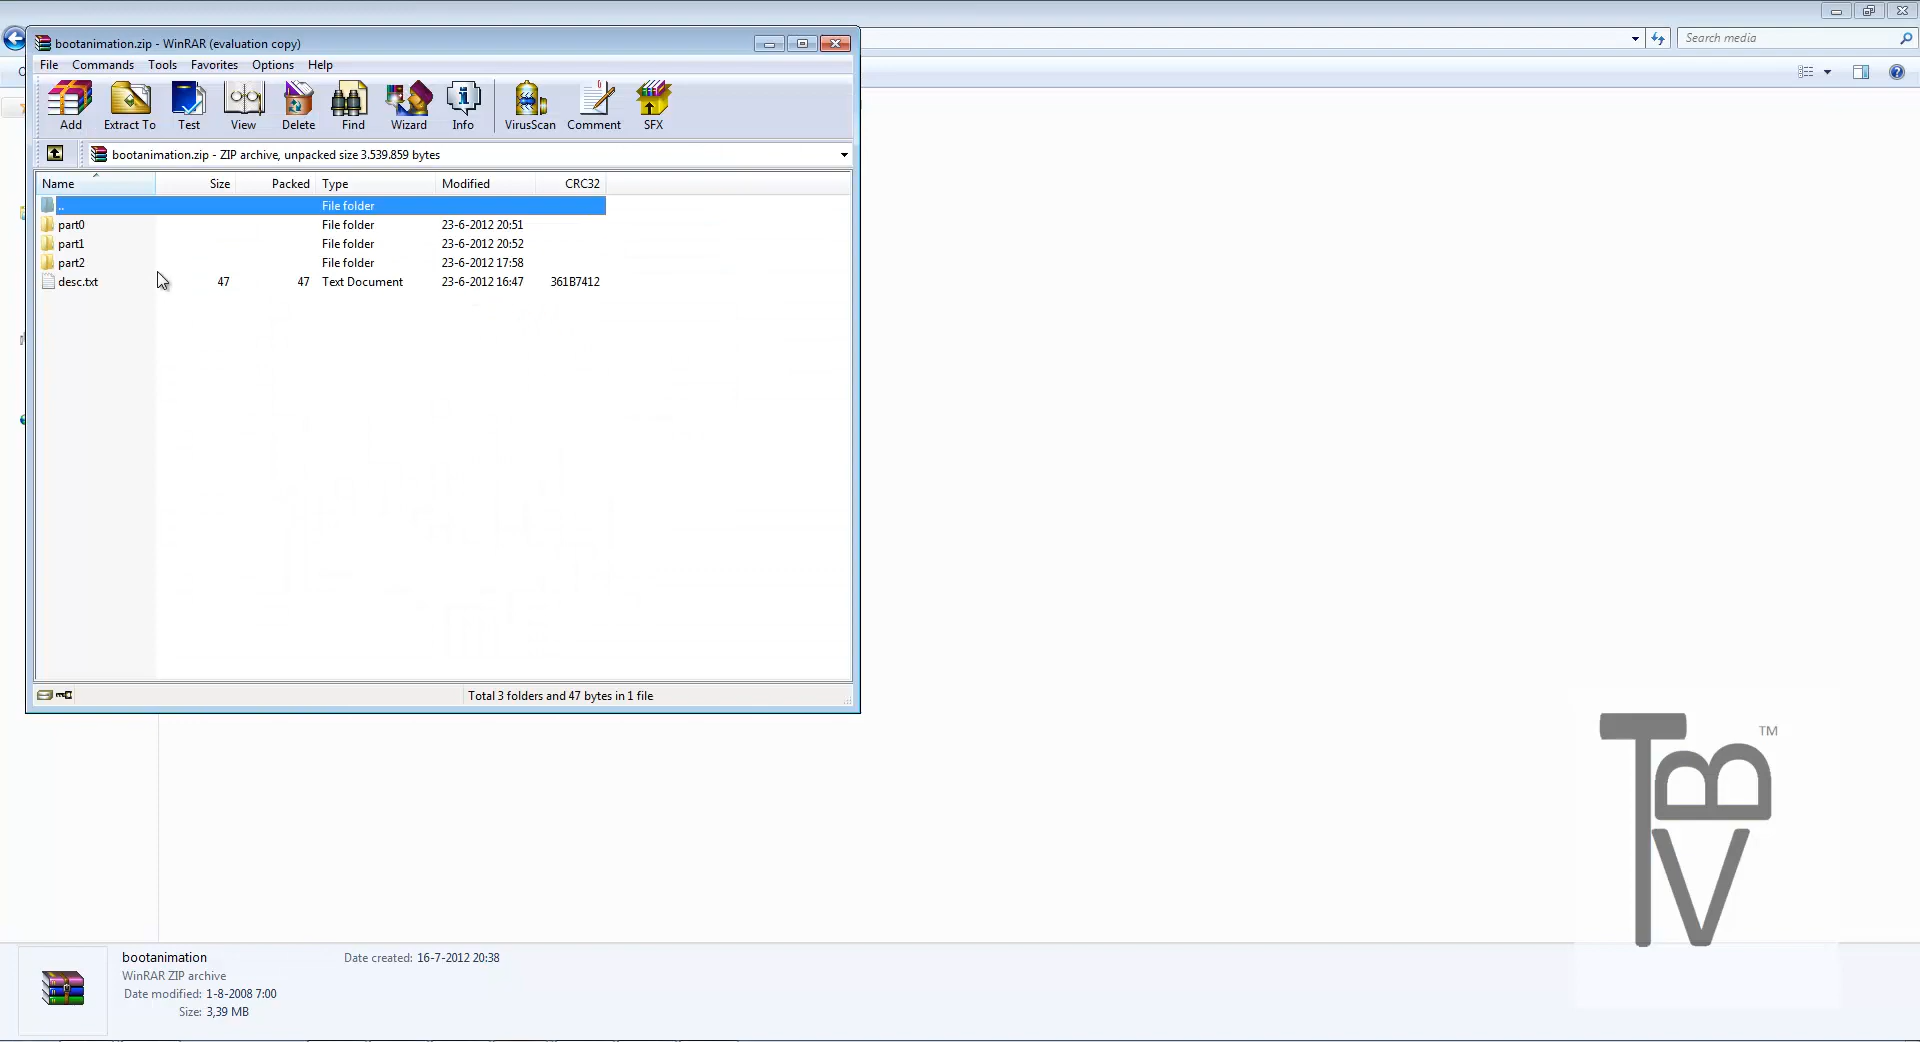 bootanimation.zip - WinRAR (evaluation copy)
Search media
File Commands Tools Favorites Options Help
Add Extract To Test View Delete Find Wizard Info VirusScan Comment SFX
bootanimation.zip - ZIP archive, unpacked size 3.539.859 bytes
Name Size Packed Type Modified CRC32
.. File folder
part0 File folder 23-6-2012 20:51
part1 File folder 23-6-2012 20:52
part2 File folder 23-6-2012 17:58
desc.txt 47 47 Text Document 23-6-2012 16:47 361B7412
Total 3 folders and 47 bytes in 1 file
TBV TM
bootanimation Date created: 16-7-2012 20:38
WinRAR ZIP archive
Date modified: 1-8-2008 7:00
Size: 3,39 MB